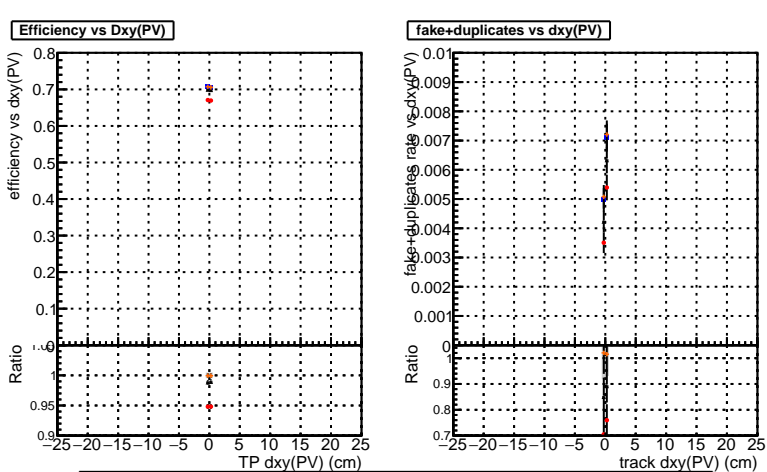 Efficiency vs Dxy(PV)
efficiency vs dxy(PV)
0.8
0.7
0.6
0.5
0.4
0.3
0.2
0.1
0
Ratio
1
0.95
0.9
−25 −20 −15 −10 −5 0 5 10 15 20 25
TP dxy(PV) (cm)
fake+duplicates vs dxy(PV)
fake+duplicates rate vs dxy(PV)
0.01
0.009
0.008
0.007
0.006
0.005
0.004
0.003
0.002
0.001
0
Ratio
1
0.9
0.8
0.7
−25 −20 −15 −10 −5 0 5 10 15 20 25
track dxy(PV) (cm)